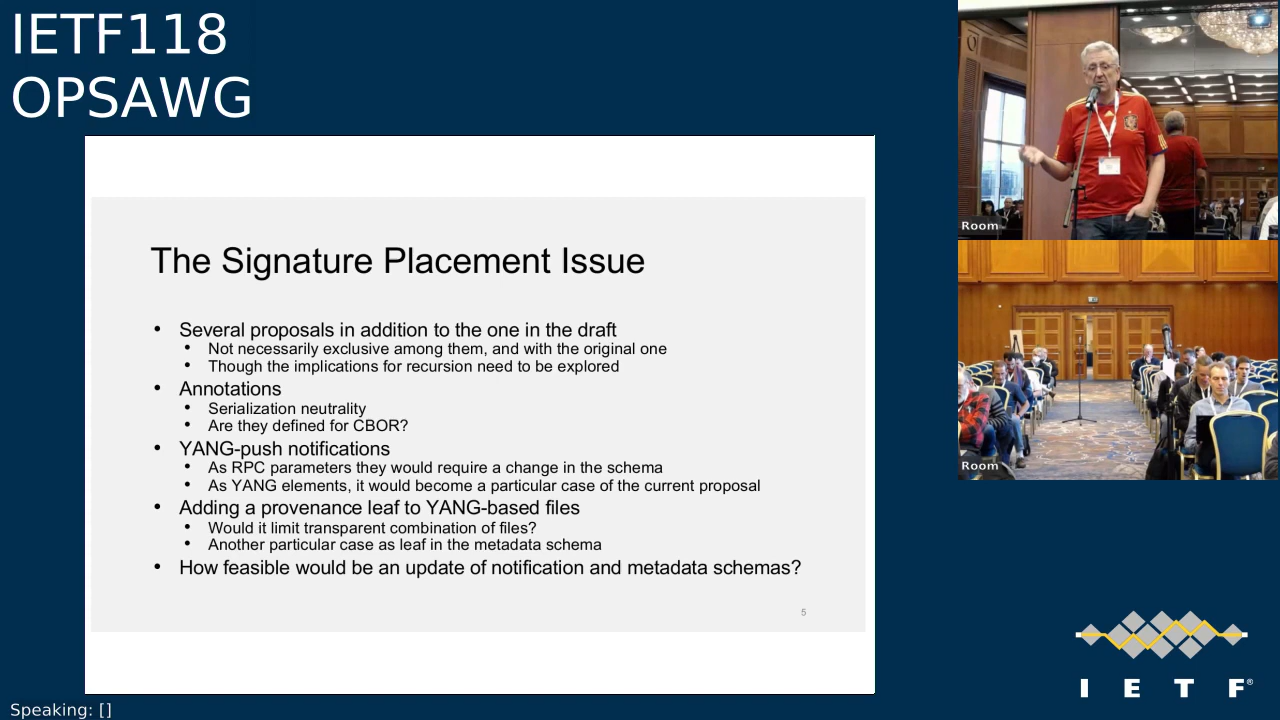 IETF118
OPSAWG
The Signature Placement Issue
• Several proposals in addition to the one in the draft
• Not necessarily exclusive among them, and with the original one
• Though the implications for recursion need to be explored
• Annotations
• Serialization neutrality
• Are they defined for CBOR?
• YANG-push notifications
• As RPC parameters they would require a change in the schema
• As YANG elements, it would become a particular case of the current proposal
• Adding a provenance leaf to YANG-based files
• Would it limit transparent combination of files?
• Another particular case as leaf in the metadata schema
• How feasible would be an update of notification and metadata schemas?
5
Room
Room
I E T F®
Speaking: []